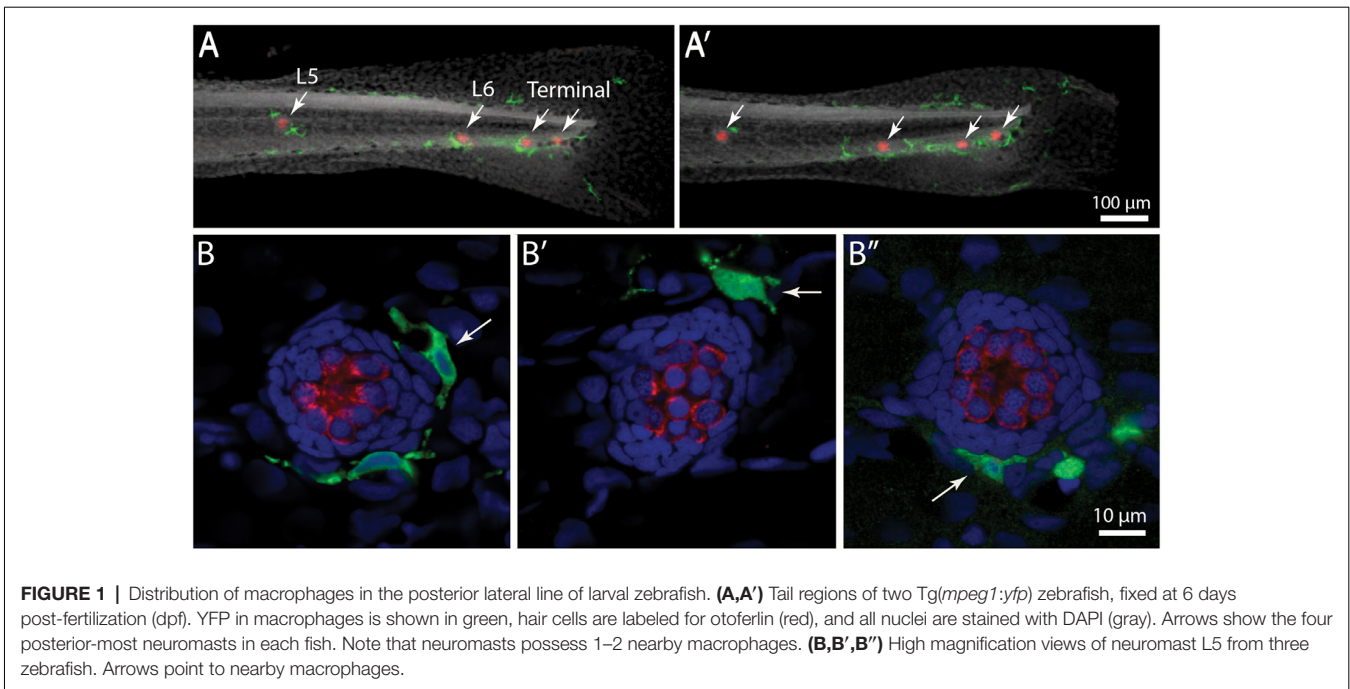 A
A′
L5
L6
Terminal
100 µm
B
B′
B″
10 µm
FIGURE 1 | Distribution of macrophages in the posterior lateral line of larval zebrafish. (A,A′) Tail regions of two Tg(mpeg1:yfp) zebrafish, fixed at 6 days
post-fertilization (dpf). YFP in macrophages is shown in green, hair cells are labeled for otoferlin (red), and all nuclei are stained with DAPI (gray). Arrows show the four
posterior-most neuromasts in each fish. Note that neuromasts possess 1–2 nearby macrophages. (B,B′,B″) High magnification views of neuromast L5 from three
zebrafish. Arrows point to nearby macrophages.